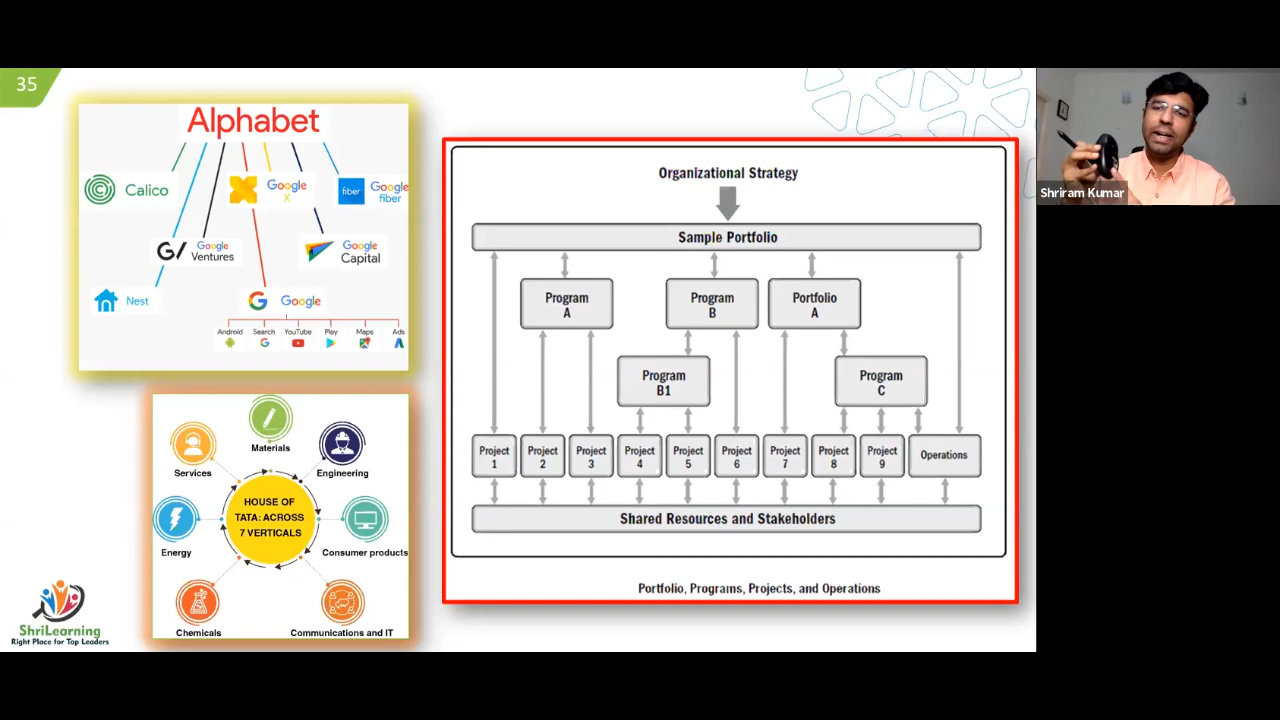 35
Alphabet
Calico
Google
X
fiber
Google
fiber
G/
Google
Ventures
Google
Capital
Nest
G
Google
Android
Search
YouTube
Play
Maps
Ads
G
Materials
Services
Engineering
HOUSE OF
TATA: ACROSS
7 VERTICALS
Energy
Consumer products
Chemicals
Communications and IT
ShriLearning
Right Place for Top Leaders
Organizational Strategy
Sample Portfolio
Program
A
Program
B
Portfolio
A
Program
B1
Program
C
Project
1
Project
2
Project
3
Project
4
Project
5
Project
6
Project
7
Project
8
Project
9
Operations
Shared Resources and Stakeholders
Portfolio, Programs, Projects, and Operations
Shriram Kumar